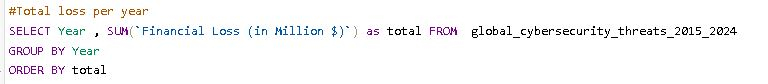 #Total loss per year
SELECT Year , SUM(`Financial Loss (in Million $)`) as total FROM  global_cybersecurity_threats_2015_2024
GROUP BY Year
ORDER BY total